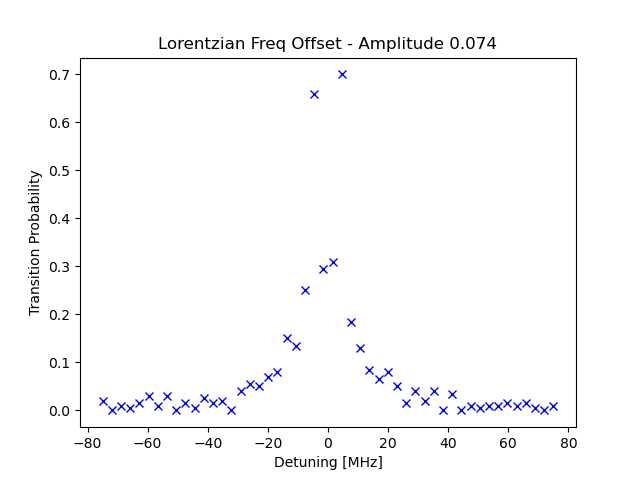 Lorentzian Freq Offset - Amplitude 0.074
Transition Probability
0.7
0.6
0.5
0.4
0.3
0.2
0.1
0.0
−80 −60 −40 −20 0 20 40 60 80
Detuning [MHz]